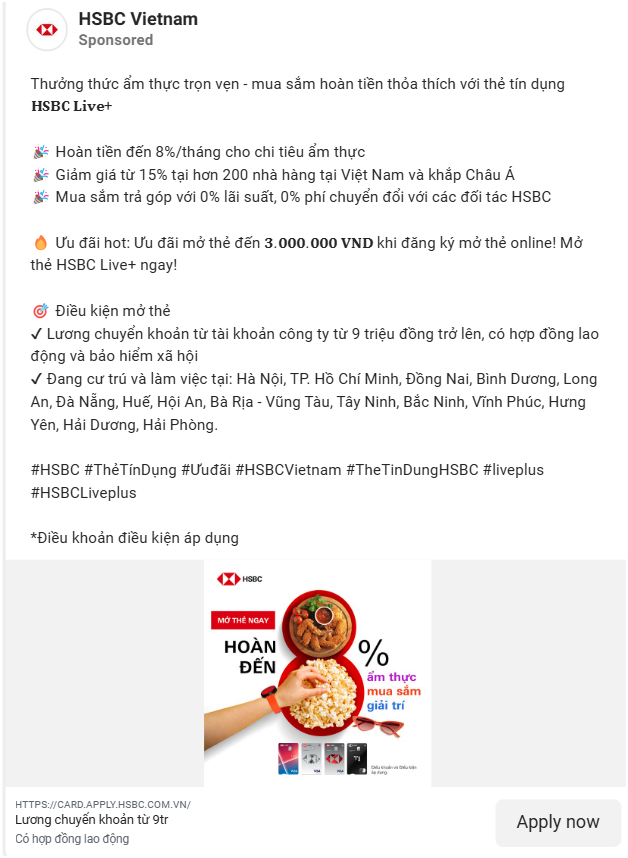 HSBC Vietnam
Sponsored
Thưởng thức ẩm thực trọn vẹn - mua sắm hoàn tiền thỏa thích với thẻ tín dụng
HSBC Live+
🎉 Hoàn tiền đến 8%/tháng cho chi tiêu ẩm thực
🎉 Giảm giá từ 15% tại hơn 200 nhà hàng tại Việt Nam và khắp Châu Á
🎉 Mua sắm trả góp với 0% lãi suất, 0% phí chuyển đổi với các đối tác HSBC
🔥 Ưu đãi hot: Ưu đãi mở thẻ đến 3.000.000 VND khi đăng ký mở thẻ online! Mở
thẻ HSBC Live+ ngay!
🎯 Điều kiện mở thẻ
✓ Lương chuyển khoản từ tài khoản công ty từ 9 triệu đồng trở lên, có hợp đồng lao
động và bảo hiểm xã hội
✓ Đang cư trú và làm việc tại: Hà Nội, TP. Hồ Chí Minh, Đồng Nai, Bình Dương, Long
An, Đà Nẵng, Huế, Hội An, Bà Rịa - Vũng Tàu, Tây Ninh, Bắc Ninh, Vĩnh Phúc, Hưng
Yên, Hải Dương, Hải Phòng.
#HSBC #ThẻTínDụng #Ưuđãi #HSBCVietnam #TheTinDungHSBC #liveplus
#HSBCLiveplus
*Điều khoản điều kiện áp dụng
HSBC
MỞ THẺ NGAY
HOÀN
ĐẾN
%
ẩm thực
mua sắm
giải trí
VISA
VISA
Điều khoản và Điều kiện
áp dụng.
HTTPS://CARD.APPLY.HSBC.COM.VN/
Lương chuyển khoản từ 9tr
Có hợp đồng lao động
Apply now